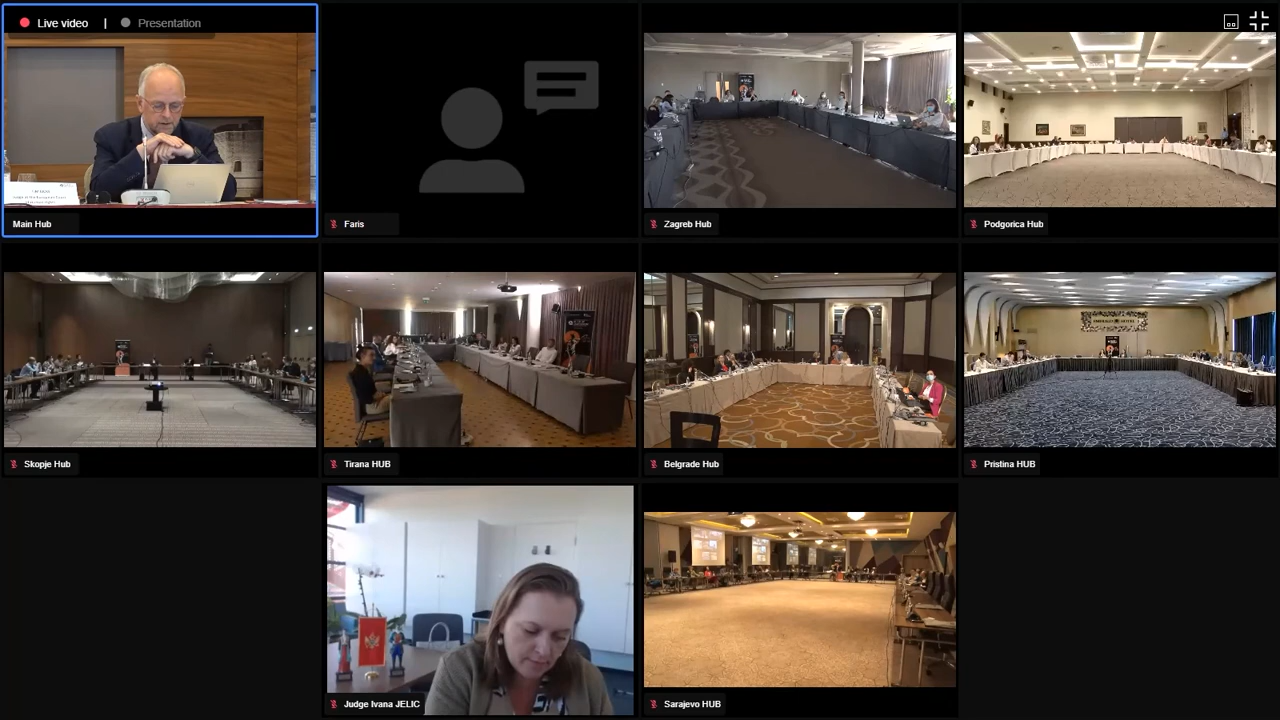 Live video | Presentation
Main Hub
Faris
Zagreb Hub
Podgorica Hub
Skopje Hub
Tirana HUB
Belgrade Hub
Pristina HUB
Judge Ivana JELIC
Sarajevo HUB